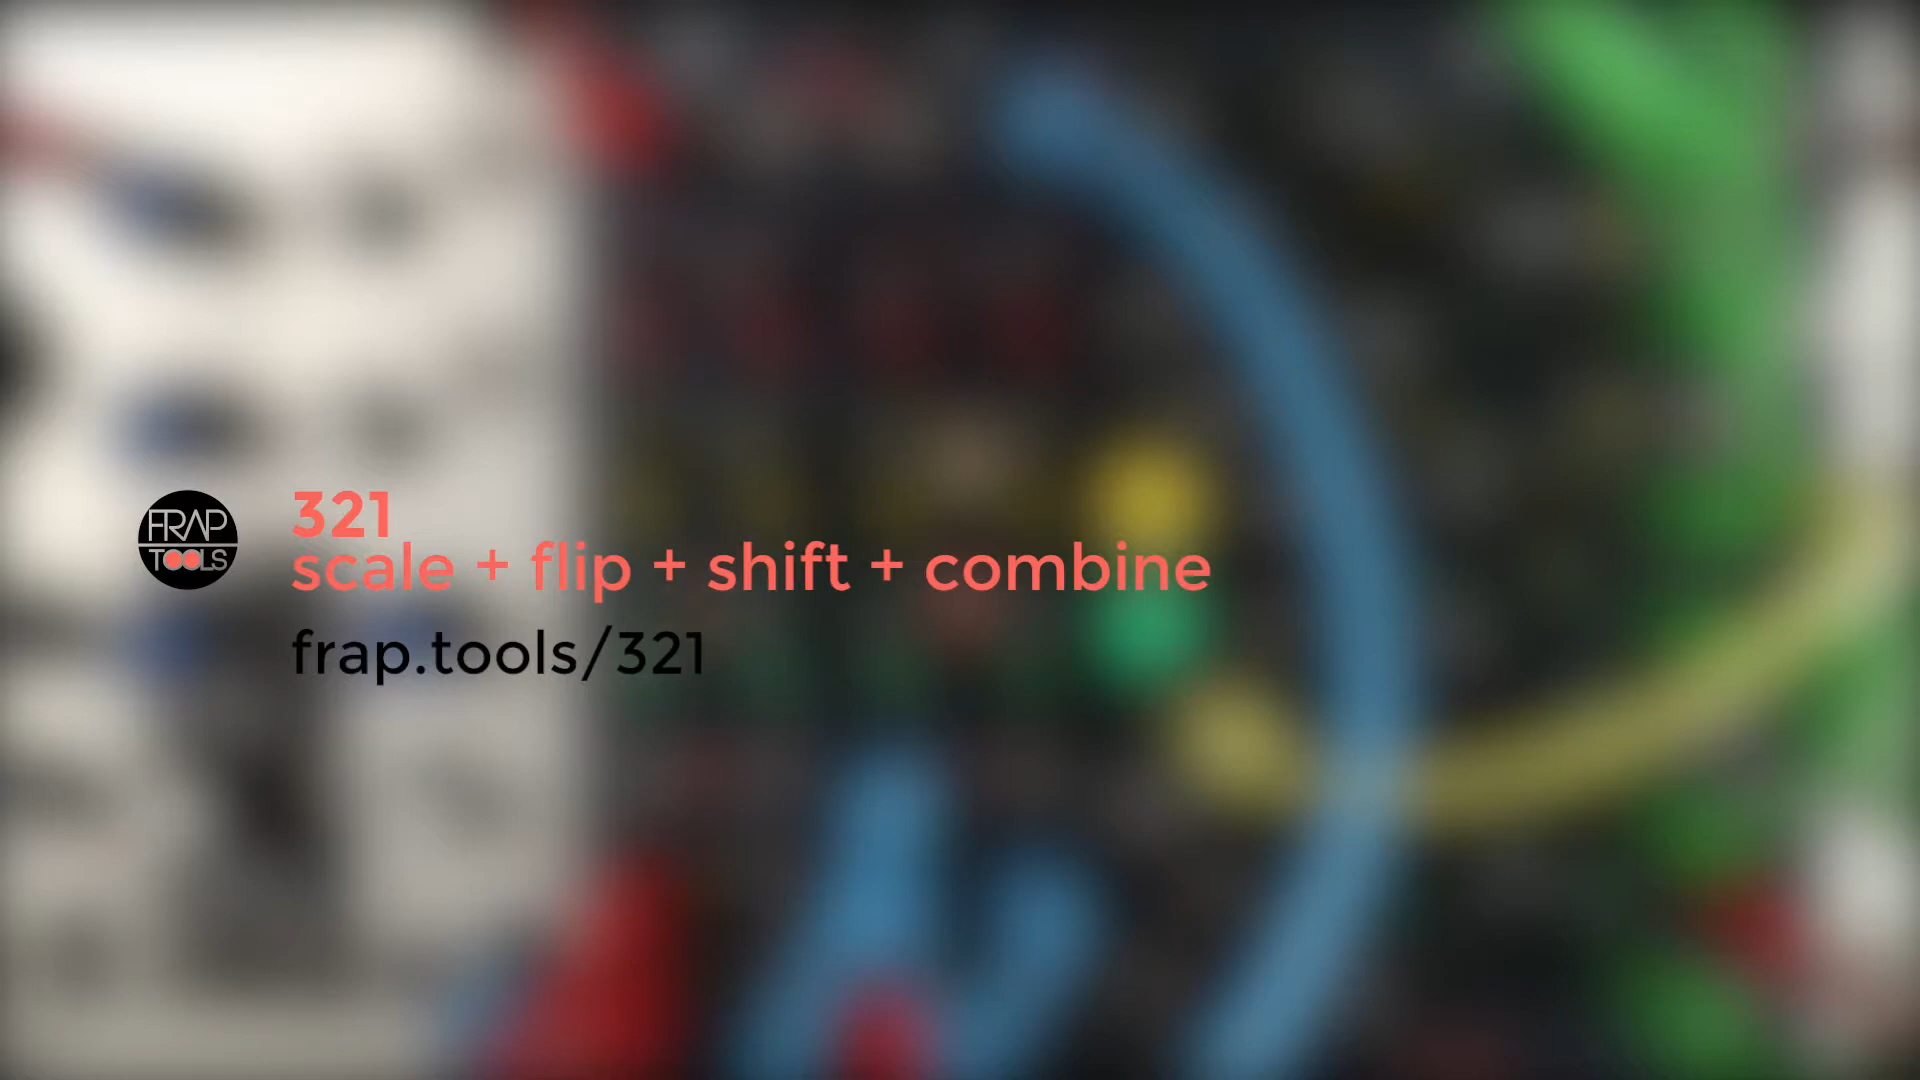 FRAP
TOOLS
321
scale + flip + shift + combine
frap.tools/321